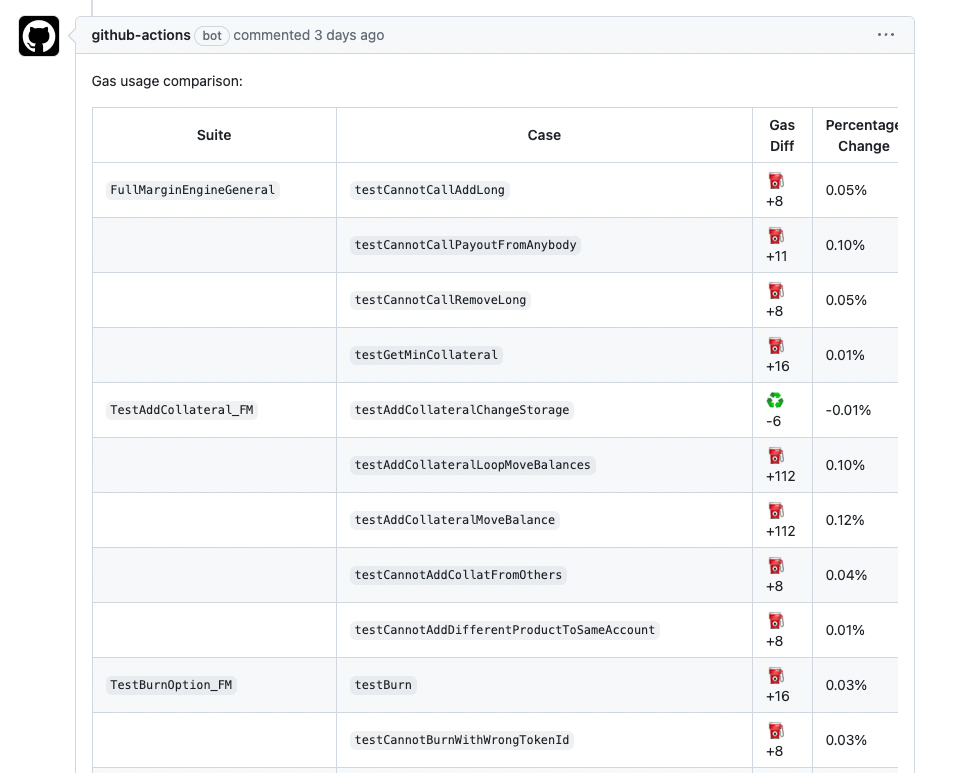 github-actions bot commented 3 days ago
Gas usage comparison:
Suite Case Gas Diff Percentage Change
FullMarginEngineGeneral testCannotCallAddLong +8 0.05%
testCannotCallPayoutFromAnybody +11 0.10%
testCannotCallRemoveLong +8 0.05%
testGetMinCollateral +16 0.01%
TestAddCollateral_FM testAddCollateralChangeStorage -6 -0.01%
testAddCollateralLoopMoveBalances +112 0.10%
testAddCollateralMoveBalance +112 0.12%
testCannotAddCollatFromOthers +8 0.04%
testCannotAddDifferentProductToSameAccount +8 0.01%
TestBurnOption_FM testBurn +16 0.03%
testCannotBurnWithWrongTokenId +8 0.03%